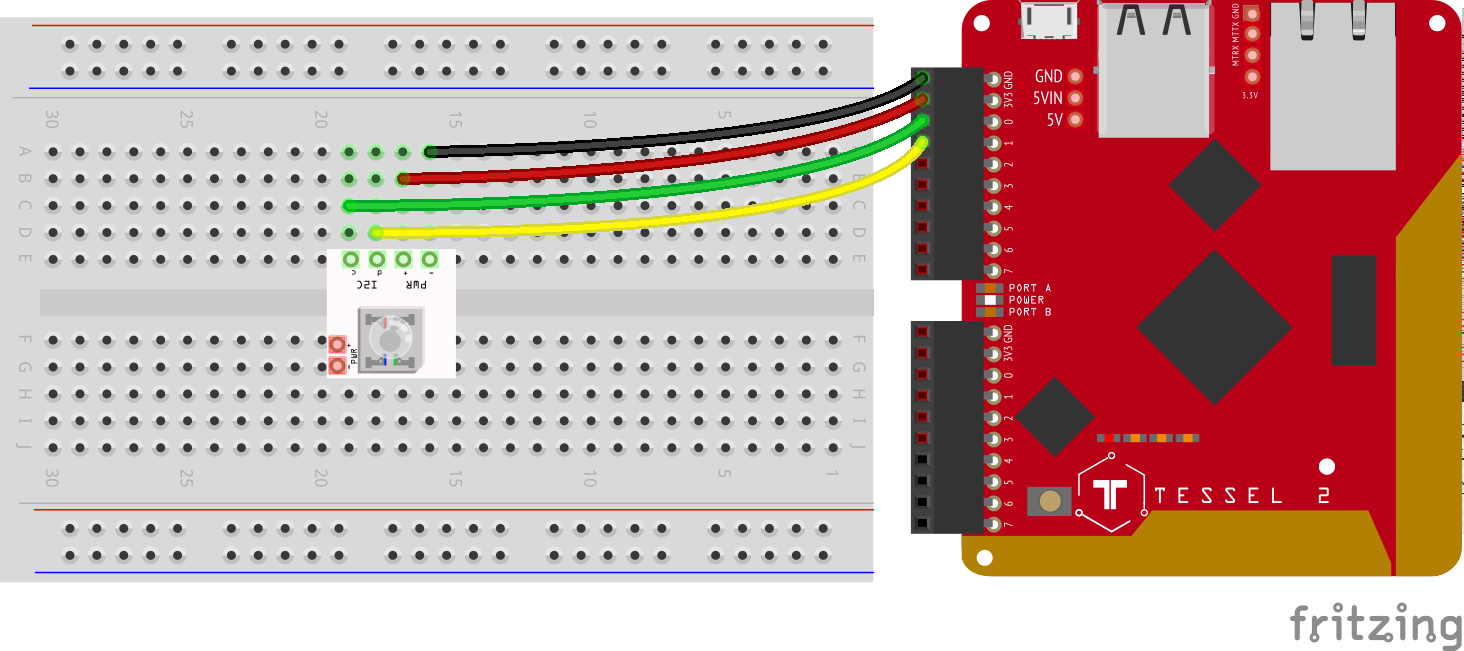 MTRX MTTX GND
3.3V
GND
5VIN
5V
GND
3V3
0
1
2
3
4
5
6
7
PORT A
POWER
PORT B
GND
3V3
0
1
2
3
4
5
6
7
TESSEL 2
30 25 20 15 10 5
A A
B B
C C
D D
E E
c d + -
I2C PWR
+
PWR
-
F F
G G
H H
I I
J J
30 25 20 15 10 5 1
fritzing